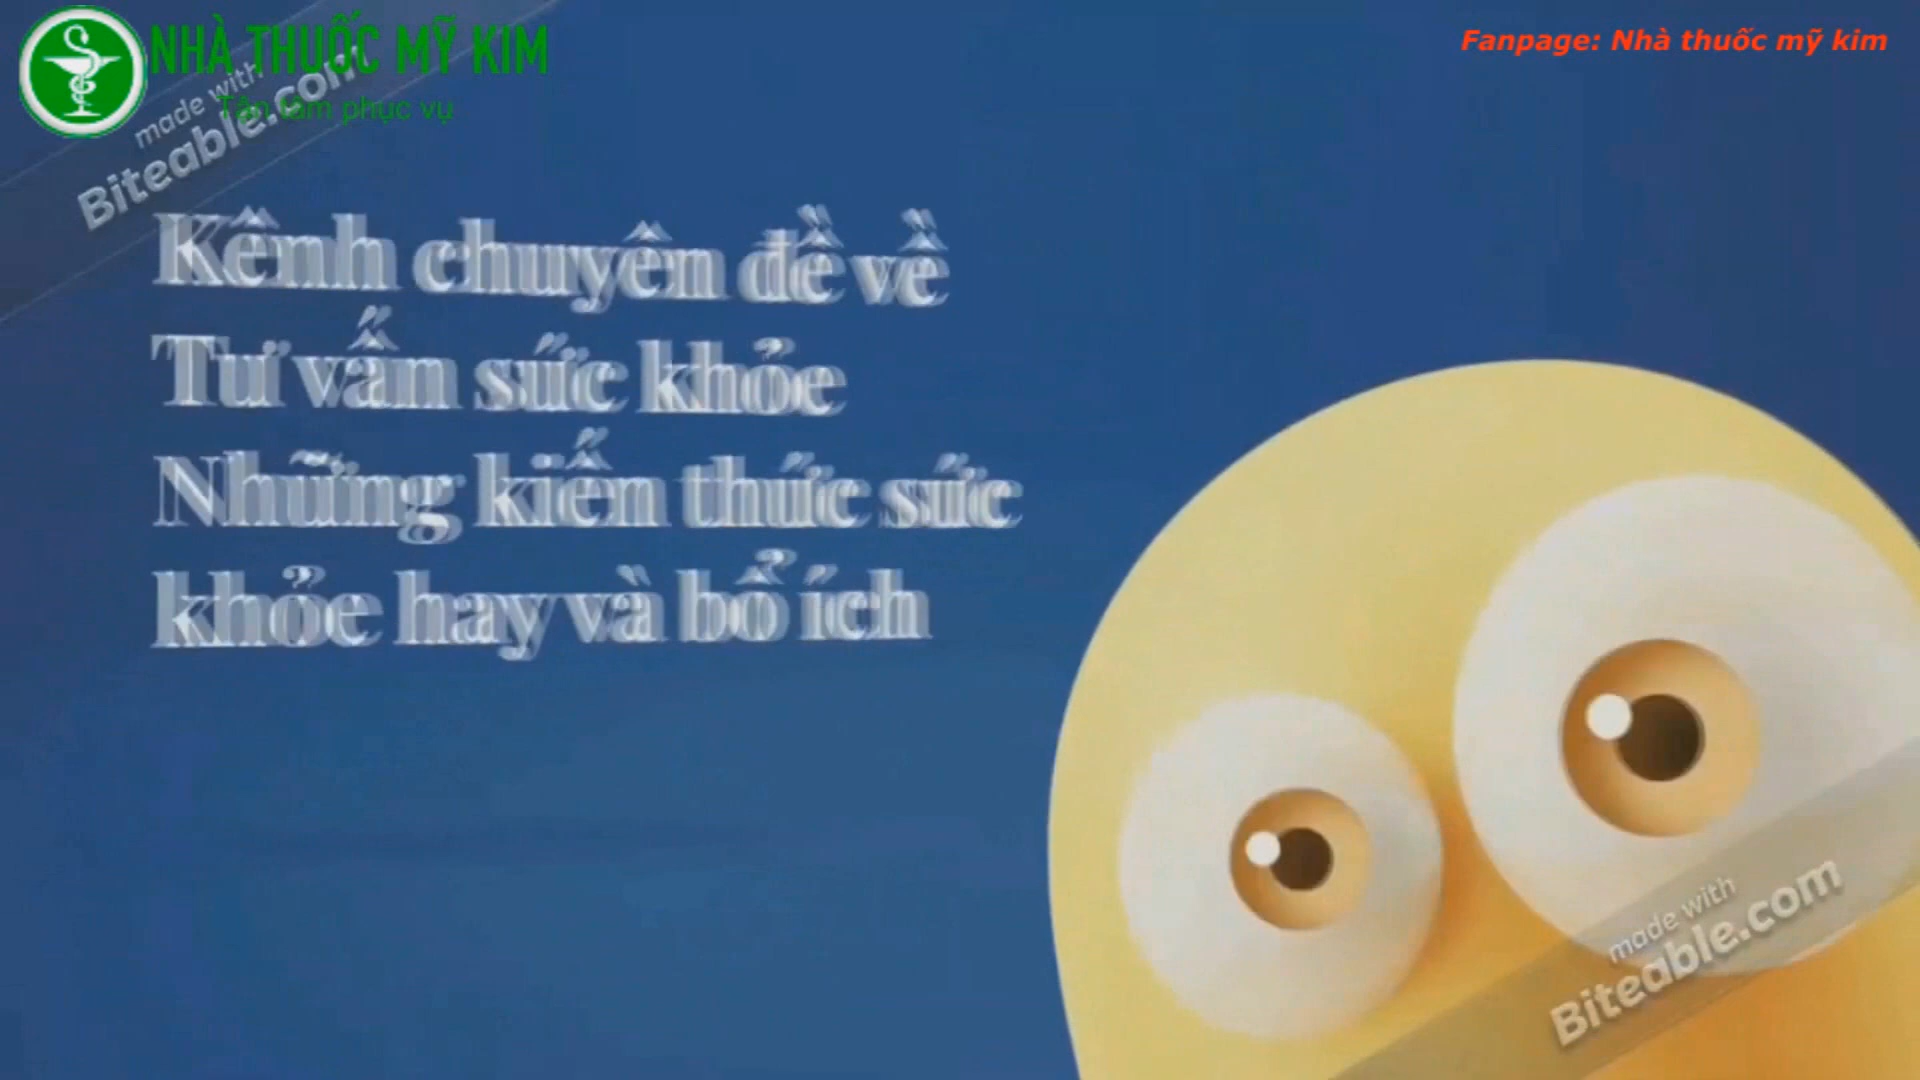 NHÀ THUỐC MỸ KIM
Tận tâm phục vụ
Fanpage: Nhà thuốc mỹ kim
made with
Biteable.com
Kênh chuyên đề về
Tư vấn sức khỏe
Những kiến thức sức
khỏe hay và bổ ích
made with
Biteable.com